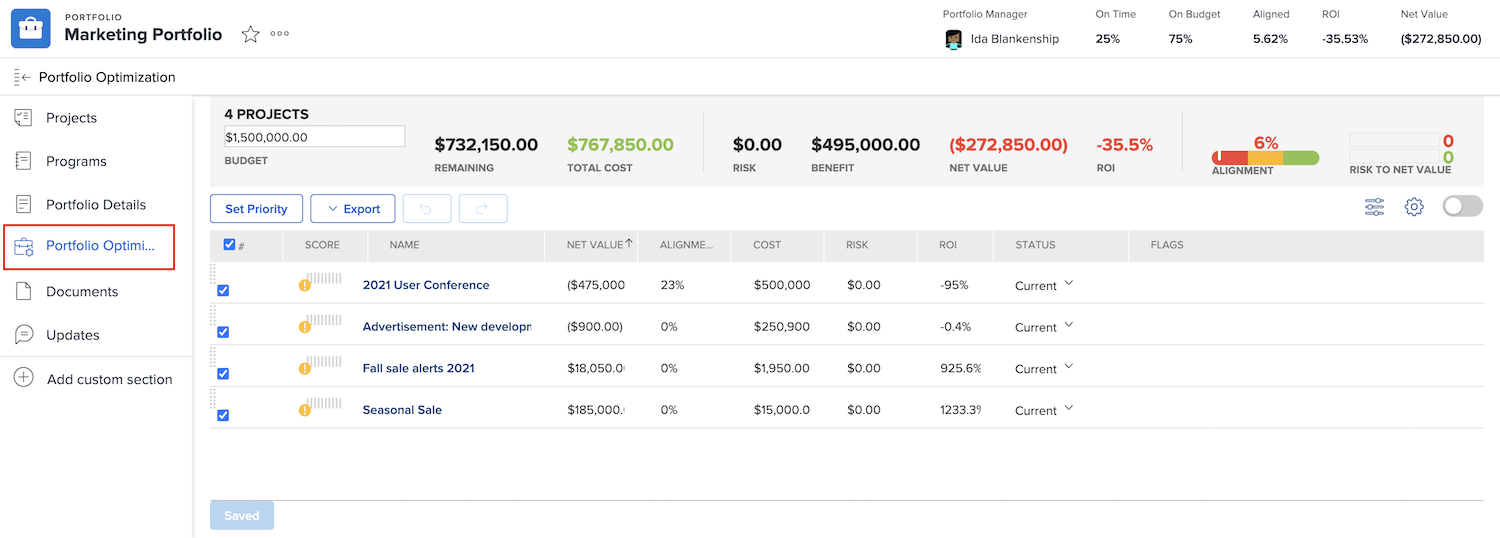 PORTFOLIO
Marketing Portfolio
Portfolio Manager On Time On Budget Aligned ROI Net Value
Ida Blankenship 25% 75% 5.62% -35.53% ($272,850.00)
Portfolio Optimization
Projects
Programs
Portfolio Details
Portfolio Optimi...
Documents
Updates
Add custom section
4 PROJECTS
$1,500,000.00
BUDGET
$732,150.00 $767,850.00 $0.00 $495,000.00 ($272,850.00) -35.5% 6% 0
0
REMAINING TOTAL COST RISK BENEFIT NET VALUE ROI ALIGNMENT RISK TO NET VALUE
Set Priority Export
# SCORE NAME NET VALUE ALIGNME... COST RISK ROI STATUS FLAGS
2021 User Conference ($475,000 23% $500,000 $0.00 -95% Current
Advertisement: New developm ($900.00) 0% $250,900 $0.00 -0.4% Current
Fall sale alerts 2021 $18,050.0 0% $1,950.00 $0.00 925.6% Current
Seasonal Sale $185,000. 0% $15,000.0 $0.00 1233.3% Current
Saved